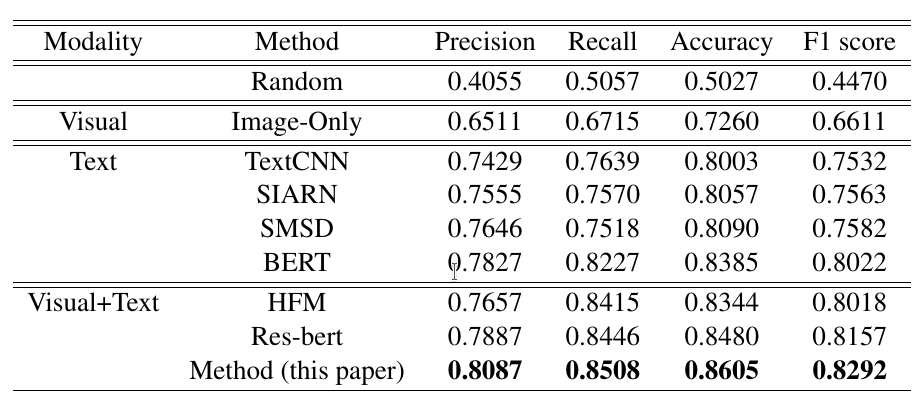 Modality Method Precision Recall Accuracy F1 score
Random 0.4055 0.5057 0.5027 0.4470
Visual Image-Only 0.6511 0.6715 0.7260 0.6611
Text TextCNN 0.7429 0.7639 0.8003 0.7532
SIARN 0.7555 0.7570 0.8057 0.7563
SMSD 0.7646 0.7518 0.8090 0.7582
BERT 0.7827 0.8227 0.8385 0.8022
Visual+Text HFM 0.7657 0.8415 0.8344 0.8018
Res-bert 0.7887 0.8446 0.8480 0.8157
Method (this paper) 0.8087 0.8508 0.8605 0.8292